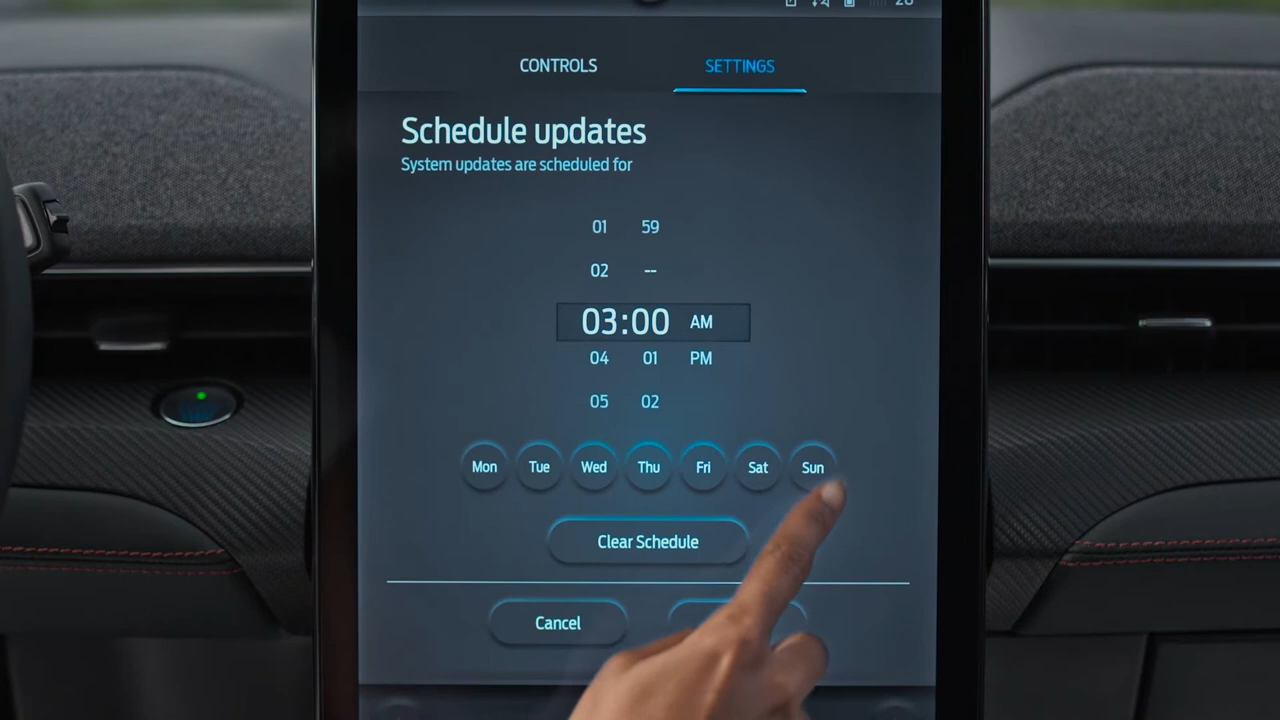 CONTROLS SETTINGS
Schedule updates
System updates are scheduled for
01 59
02 --
03:00 AM
04 01 PM
05 02
Mon Tue Wed Thu Fri Sat Sun
Clear Schedule
Cancel